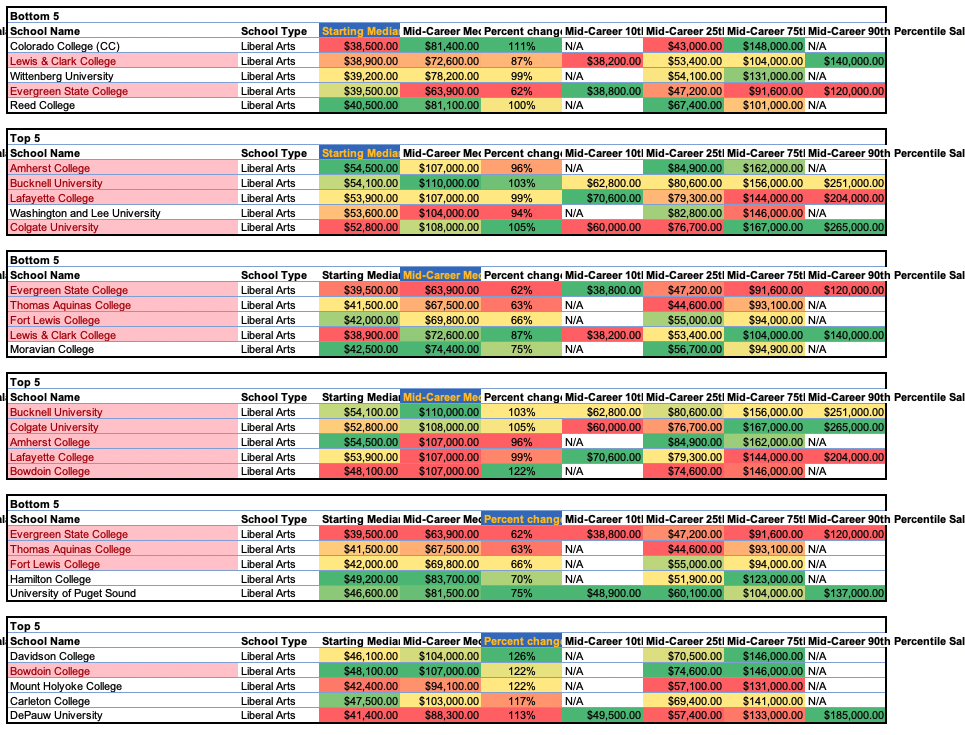 Bottom 5
School Name School Type Starting Media Mid-Career Med Percent chang Mid-Career 10tl Mid-Career 25tl Mid-Career 75tl Mid-Career 90th Percentile Sal
Colorado College (CC) Liberal Arts $38,500.00 $81,400.00 111% N/A $43,000.00 $148,000.00 N/A
Lewis & Clark College Liberal Arts $38,900.00 $72,600.00 87% $38,200.00 $53,400.00 $104,000.00 $140,000.00
Wittenberg University Liberal Arts $39,200.00 $78,200.00 99% N/A $54,100.00 $131,000.00 N/A
Evergreen State College Liberal Arts $39,500.00 $63,900.00 62% $38,800.00 $47,200.00 $91,600.00 $120,000.00
Reed College Liberal Arts $40,500.00 $81,100.00 100% N/A $67,400.00 $101,000.00 N/A
Top 5
School Name School Type Starting Media Mid-Career Med Percent chang Mid-Career 10tl Mid-Career 25tl Mid-Career 75tl Mid-Career 90th Percentile Sal
Amherst College Liberal Arts $54,500.00 $107,000.00 96% N/A $84,900.00 $162,000.00 N/A
Bucknell University Liberal Arts $54,100.00 $110,000.00 103% $62,800.00 $80,600.00 $156,000.00 $251,000.00
Lafayette College Liberal Arts $53,900.00 $107,000.00 99% $70,600.00 $79,300.00 $144,000.00 $204,000.00
Washington and Lee University Liberal Arts $53,600.00 $104,000.00 94% N/A $82,800.00 $146,000.00 N/A
Colgate University Liberal Arts $52,800.00 $108,000.00 105% $60,000.00 $76,700.00 $167,000.00 $265,000.00
Bottom 5
School Name School Type Starting Media Mid-Career Med Percent chang Mid-Career 10tl Mid-Career 25tl Mid-Career 75tl Mid-Career 90th Percentile Sal
Evergreen State College Liberal Arts $39,500.00 $63,900.00 62% $38,800.00 $47,200.00 $91,600.00 $120,000.00
Thomas Aquinas College Liberal Arts $41,500.00 $67,500.00 63% N/A $44,600.00 $93,100.00 N/A
Fort Lewis College Liberal Arts $42,000.00 $69,800.00 66% N/A $55,000.00 $94,000.00 N/A
Lewis & Clark College Liberal Arts $38,900.00 $72,600.00 87% $38,200.00 $53,400.00 $104,000.00 $140,000.00
Moravian College Liberal Arts $42,500.00 $74,400.00 75% N/A $56,700.00 $94,900.00 N/A
Top 5
School Name School Type Starting Media Mid-Career Med Percent chang Mid-Career 10tl Mid-Career 25tl Mid-Career 75tl Mid-Career 90th Percentile Sal
Bucknell University Liberal Arts $54,100.00 $110,000.00 103% $62,800.00 $80,600.00 $156,000.00 $251,000.00
Colgate University Liberal Arts $52,800.00 $108,000.00 105% $60,000.00 $76,700.00 $167,000.00 $265,000.00
Amherst College Liberal Arts $54,500.00 $107,000.00 96% N/A $84,900.00 $162,000.00 N/A
Lafayette College Liberal Arts $53,900.00 $107,000.00 99% $70,600.00 $79,300.00 $144,000.00 $204,000.00
Bowdoin College Liberal Arts $48,100.00 $107,000.00 122% N/A $74,600.00 $146,000.00 N/A
Bottom 5
School Name School Type Starting Media Mid-Career Med Percent chang Mid-Career 10tl Mid-Career 25tl Mid-Career 75tl Mid-Career 90th Percentile Sal
Evergreen State College Liberal Arts $39,500.00 $63,900.00 62% $38,800.00 $47,200.00 $91,600.00 $120,000.00
Thomas Aquinas College Liberal Arts $41,500.00 $67,500.00 63% N/A $44,600.00 $93,100.00 N/A
Fort Lewis College Liberal Arts $42,000.00 $69,800.00 66% N/A $55,000.00 $94,000.00 N/A
Hamilton College Liberal Arts $49,200.00 $83,700.00 70% N/A $51,900.00 $123,000.00 N/A
University of Puget Sound Liberal Arts $46,600.00 $81,500.00 75% $48,900.00 $60,100.00 $104,000.00 $137,000.00
Top 5
School Name School Type Starting Media Mid-Career Med Percent chang Mid-Career 10tl Mid-Career 25tl Mid-Career 75tl Mid-Career 90th Percentile Sal
Davidson College Liberal Arts $46,100.00 $104,000.00 126% N/A $70,500.00 $146,000.00 N/A
Bowdoin College Liberal Arts $48,100.00 $107,000.00 122% N/A $74,600.00 $146,000.00 N/A
Mount Holyoke College Liberal Arts $42,400.00 $94,100.00 122% N/A $57,100.00 $131,000.00 N/A
Carleton College Liberal Arts $47,500.00 $103,000.00 117% N/A $69,400.00 $141,000.00 N/A
DePauw University Liberal Arts $41,400.00 $88,300.00 113% $49,500.00 $57,400.00 $133,000.00 $185,000.00